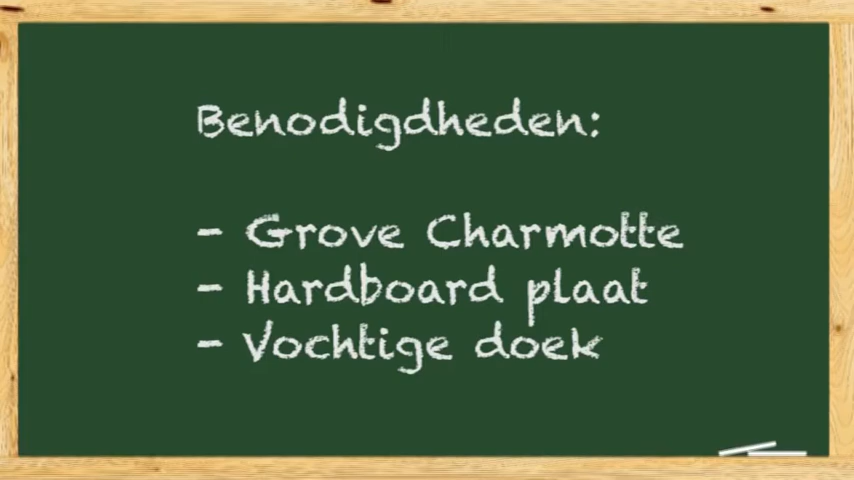 Benodigdheden:
- Grove Charmotte
- Hardboard plaat
- Vochtige doek